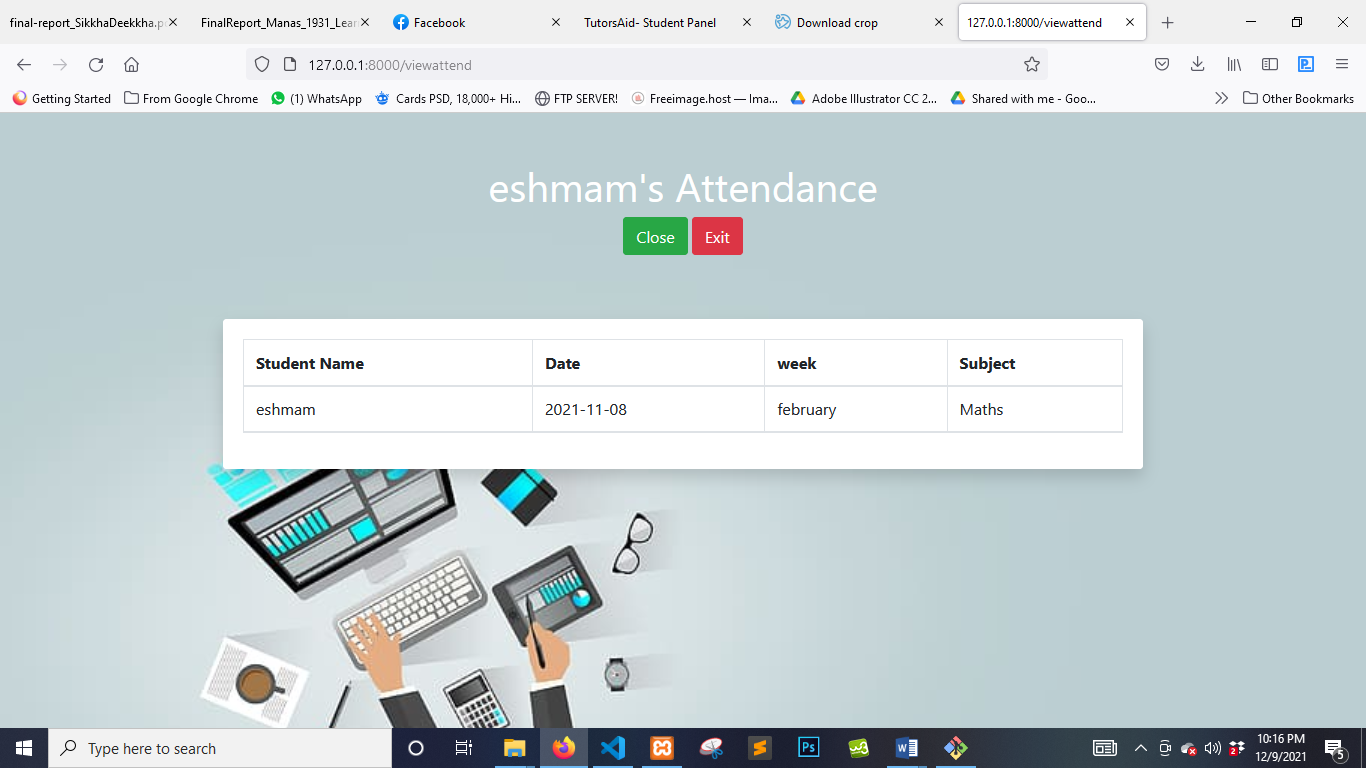 final-report_SikkhaDeekkha.p
FinalReport_Manas_1931_Lea
Facebook
TutorsAid- Student Panel
Download crop
127.0.0.1:8000/viewattend
127.0.0.1:8000/viewattend
Getting Started
From Google Chrome
(1) WhatsApp
Cards PSD, 18,000+ Hi...
FTP SERVER!
Freeimage.host — Ima...
Adobe Illustrator CC 2...
Shared with me - Goo...
Other Bookmarks
eshmam's Attendance
Close Exit
Student Name Date week Subject
eshmam 2021-11-08 february Maths
Type here to search
Ps
10:16 PM
12/9/2021
2
5